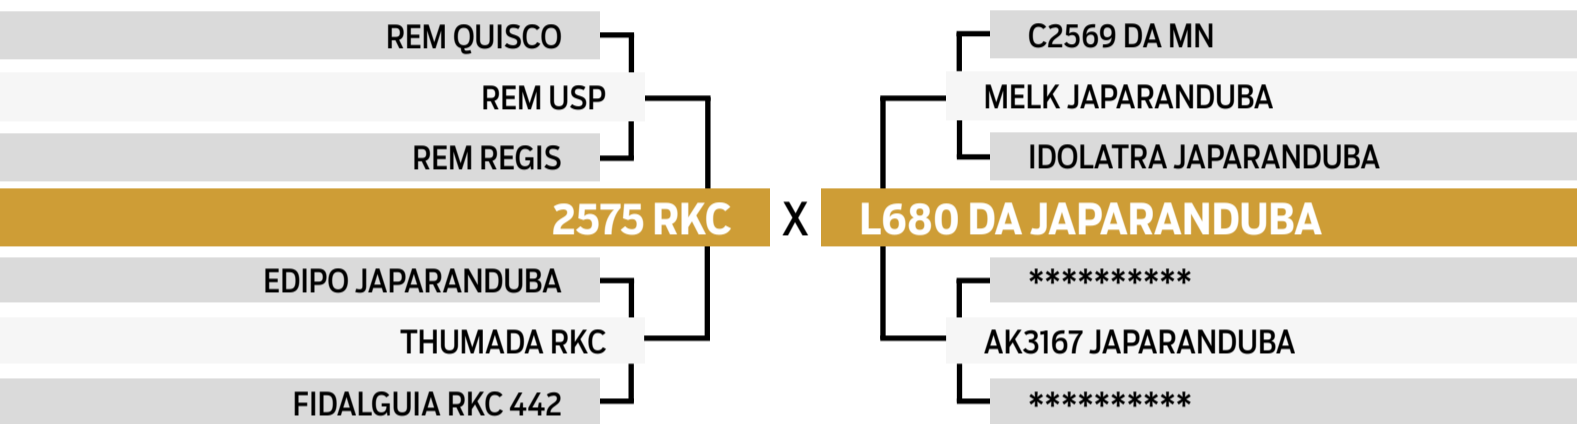 REM QUISCO
REM USP
REM REGIS
2575 RKC
EDIPO JAPARANDUBA
THUMADA RKC
FIDALGUIA RKC 442
X
C2569 DA MN
MELK JAPARANDUBA
IDOLATRA JAPARANDUBA
L680 DA JAPARANDUBA
**********
AK3167 JAPARANDUBA
**********